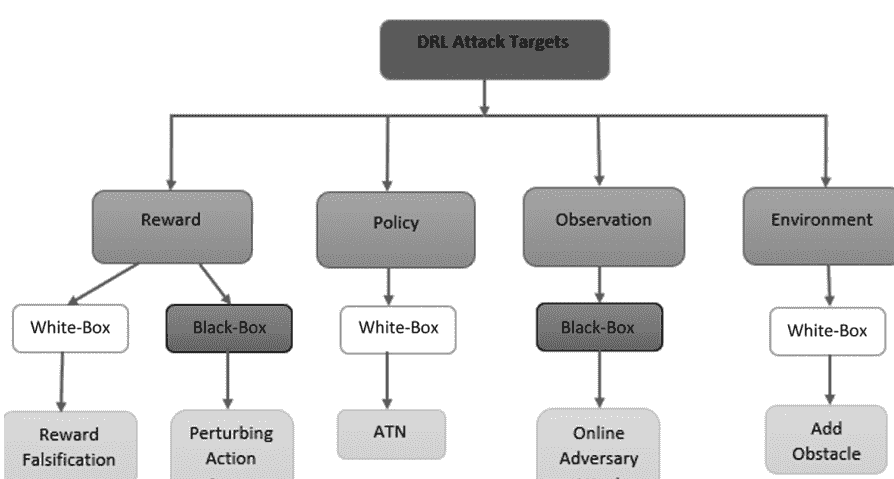 DRL Attack Targets
Reward
Policy
Observation
Environment
White-Box
Black-Box
White-Box
Black-Box
White-Box
Reward
Falsification
Perturbing
Action
ATN
Online
Adversary
Add
Obstacle